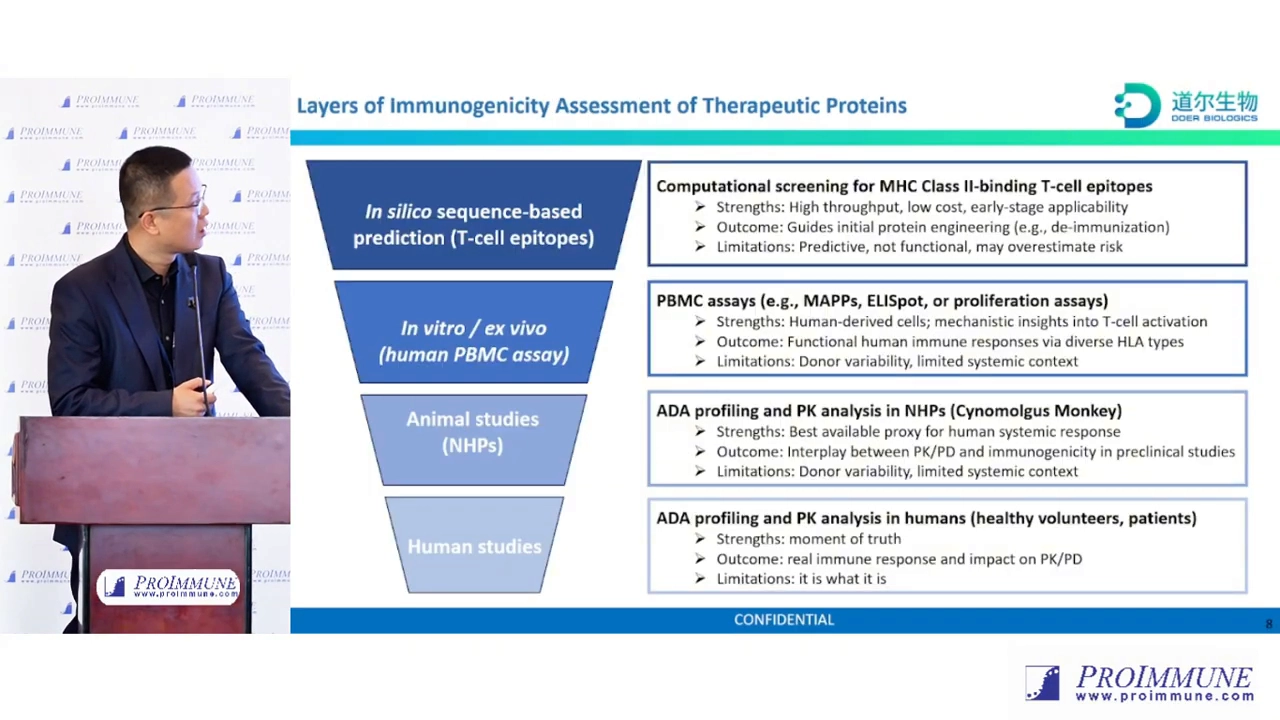 Layers of Immunogenicity Assessment of Therapeutic Proteins
道尔生物
DOER BIOLOGICS
In silico sequence-based
prediction (T-cell epitopes)
Computational screening for MHC Class II-binding T-cell epitopes
➤ Strengths: High throughput, low cost, early-stage applicability
➤ Outcome: Guides initial protein engineering (e.g., de-immunization)
➤ Limitations: Predictive, not functional, may overestimate risk
In vitro / ex vivo
(human PBMC assay)
PBMC assays (e.g., MAPPs, ELISpot, or proliferation assays)
➤ Strengths: Human-derived cells; mechanistic insights into T-cell activation
➤ Outcome: Functional human immune responses via diverse HLA types
➤ Limitations: Donor variability, limited systemic context
Animal studies
(NHPs)
ADA profiling and PK analysis in NHPs (Cynomolgus Monkey)
➤ Strengths: Best available proxy for human systemic response
➤ Outcome: Interplay between PK/PD and immunogenicity in preclinical studies
➤ Limitations: Donor variability, limited systemic context
Human studies
ADA profiling and PK analysis in humans (healthy volunteers, patients)
➤ Strengths: moment of truth
➤ Outcome: real immune response and impact on PK/PD
➤ Limitations: it is what it is
CONFIDENTIAL
8
PROIMMUNE
www.proimmune.com
PROIMMUNE
www.proimmune.com